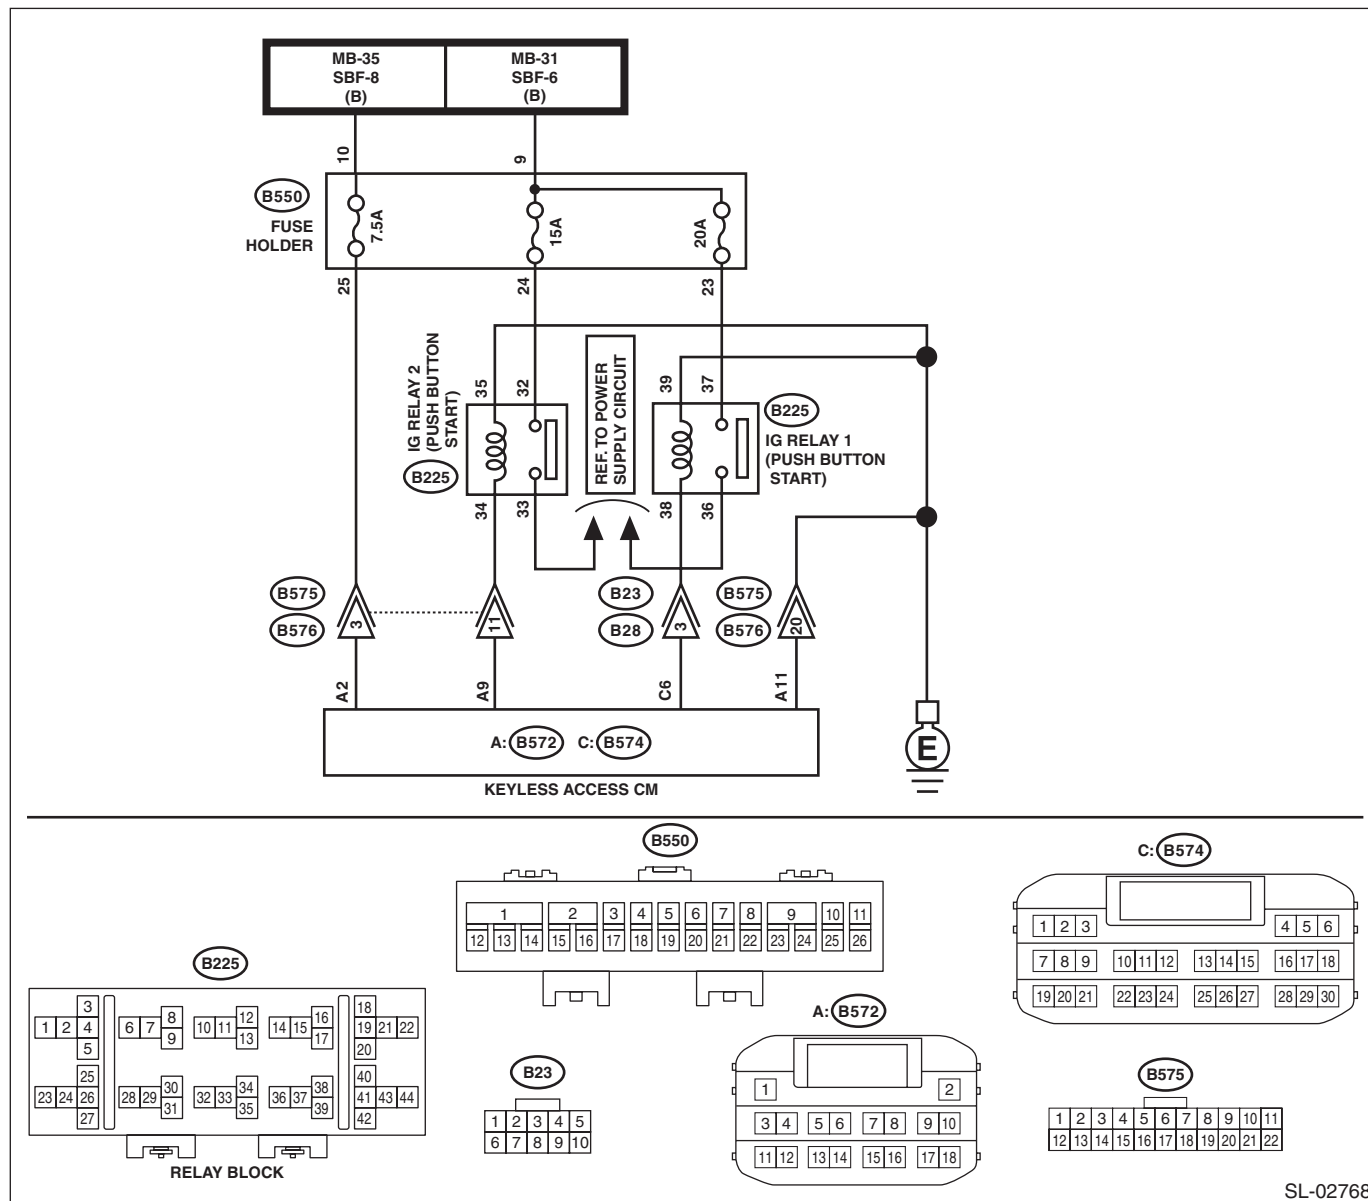 MB-35
SBF-8
(B)
MB-31
SBF-6
(B)
10
9
B550
FUSE
HOLDER
7.5A
15A
20A
25
24
23
IG RELAY 2
(PUSH BUTTON
START)
B225
35
32
34
33
REF. TO POWER
SUPPLY CIRCUIT
39
37
38
36
B225
IG RELAY 1
(PUSH BUTTON
START)
B575
B576
3
11
B23
B28
3
B575
B576
20
A2
A9
C6
A11
A: B572 C: B574
KEYLESS ACCESS CM
E
B550
1 2 3 4 5 6 7 8 9 10 11
12 13 14 15 16 17 18 19 20 21 22 23 24 25 26
C: B574
1 2 3 4 5 6
7 8 9 10 11 12 13 14 15 16 17 18
19 20 21 22 23 24 25 26 27 28 29 30
B225
3 8 12 16 18
1 2 4 6 7 9 10 11 13 14 15 17 19 21 22
5 20
25 30 34 38 40
23 24 26 28 29 31 32 33 35 36 37 39 41 43 44
27 42
RELAY BLOCK
B23
1 2 3 4 5
6 7 8 9 10
A: B572
1 2
3 4 5 6 7 8 9 10
11 12 13 14 15 16 17 18
B575
1 2 3 4 5 6 7 8 9 10 11
12 13 14 15 16 17 18 19 20 21 22
SL-02768